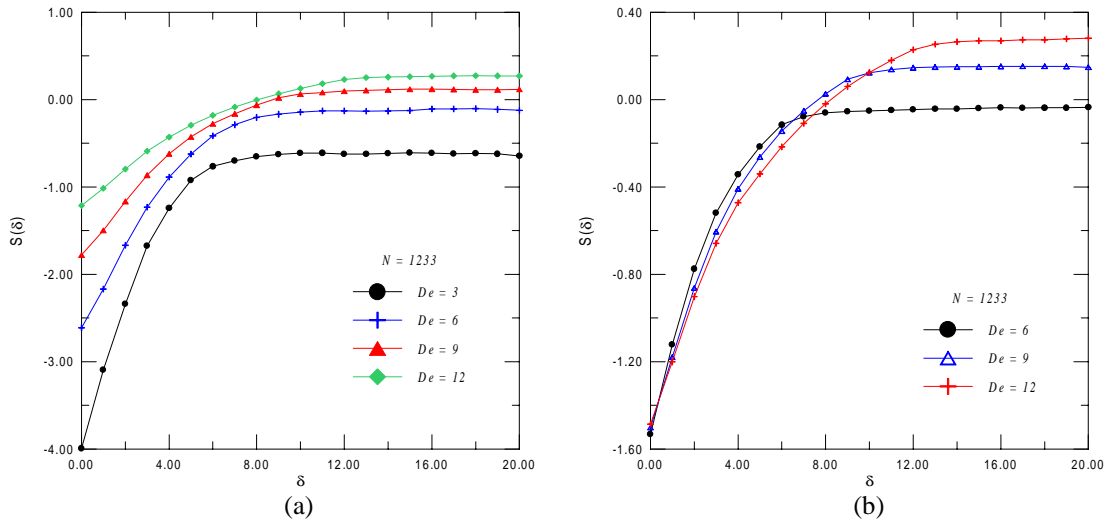 1.00
0.00
-1.00
-2.00
-3.00
-4.00
S(δ)
0.00 4.00 8.00 12.00 16.00 20.00
δ
N = 1233
De = 3
De = 6
De = 9
De = 12
(a)
0.40
0.00
-0.40
-0.80
-1.20
-1.60
S(δ)
0.00 4.00 8.00 12.00 16.00 20.00
δ
N = 1233
De = 6
De = 9
De = 12
(b)